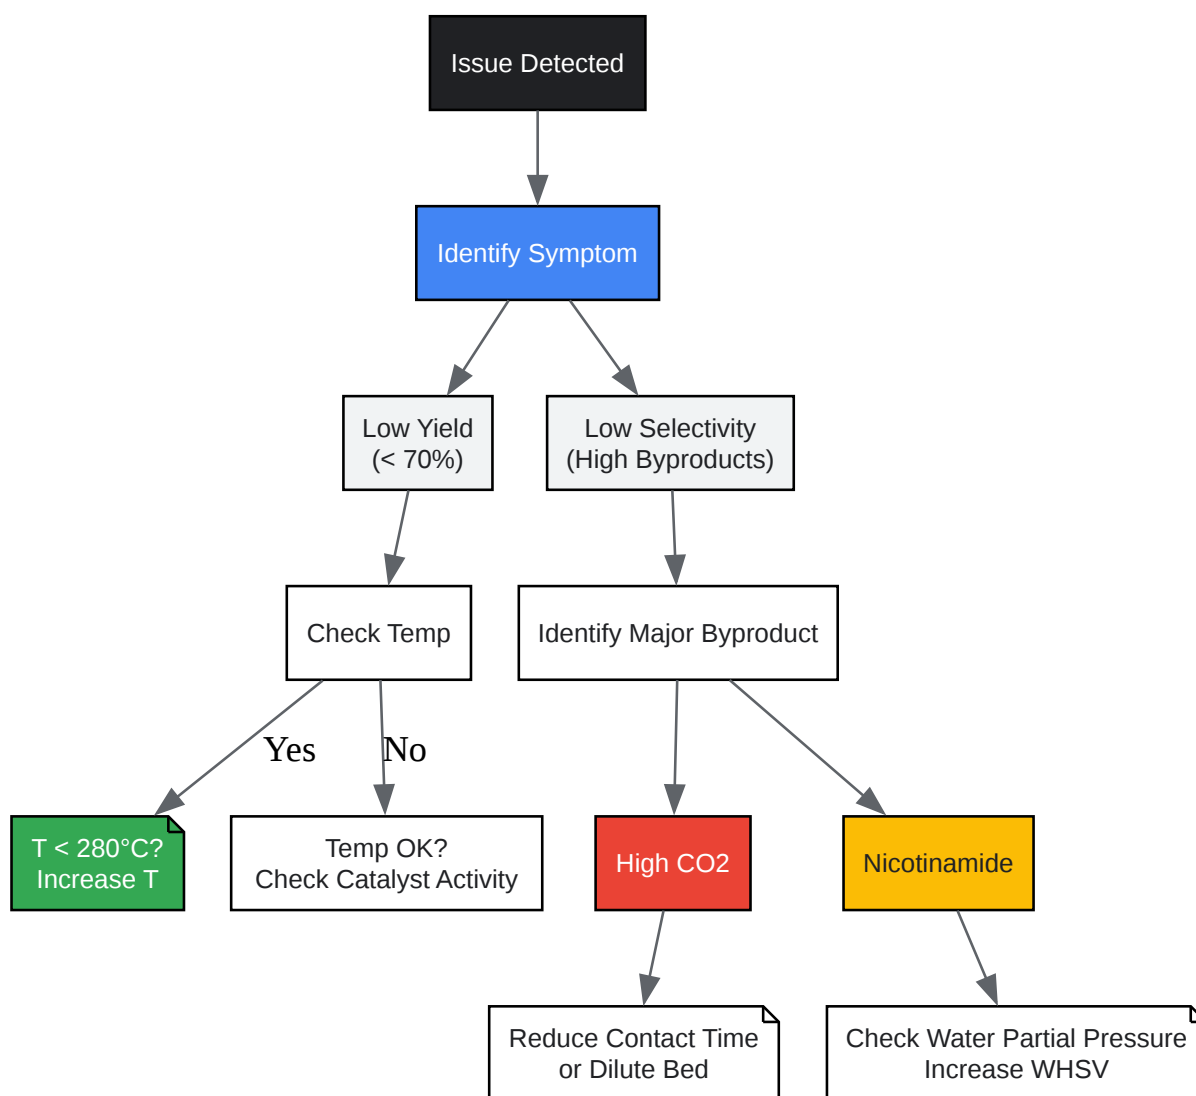 Issue Detected
Identify Symptom
Low Yield
(< 70%)
Low Selectivity
(High Byproducts)
Check Temp
Identify Major Byproduct
Yes
No
T < 280°C?
Increase T
Temp OK?
Check Catalyst Activity
High CO2
Nicotinamide
Reduce Contact Time
or Dilute Bed
Check Water Partial Pressure
Increase WHSV